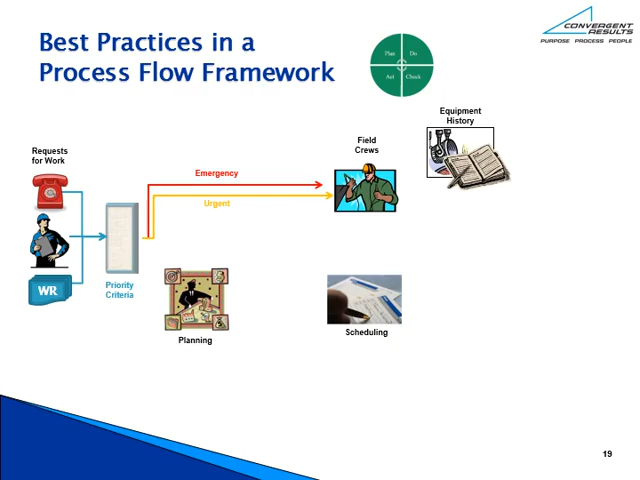 CONVERGENT
RESULTS
PURPOSE PROCESS PEOPLE
Best Practices in a
Process Flow Framework
Plan Do
Act Check
Equipment
History
Field
Crews
Requests
for Work
Emergency
Urgent
WR
Priority
Criteria
Planning
Scheduling
19